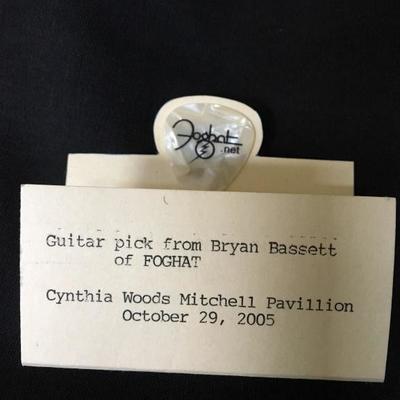 Foghat
.net
Guitar pick from Bryan Bassett
of FOGHAT
Cynthia Woods Mitchell Pavillion
October 29, 2005